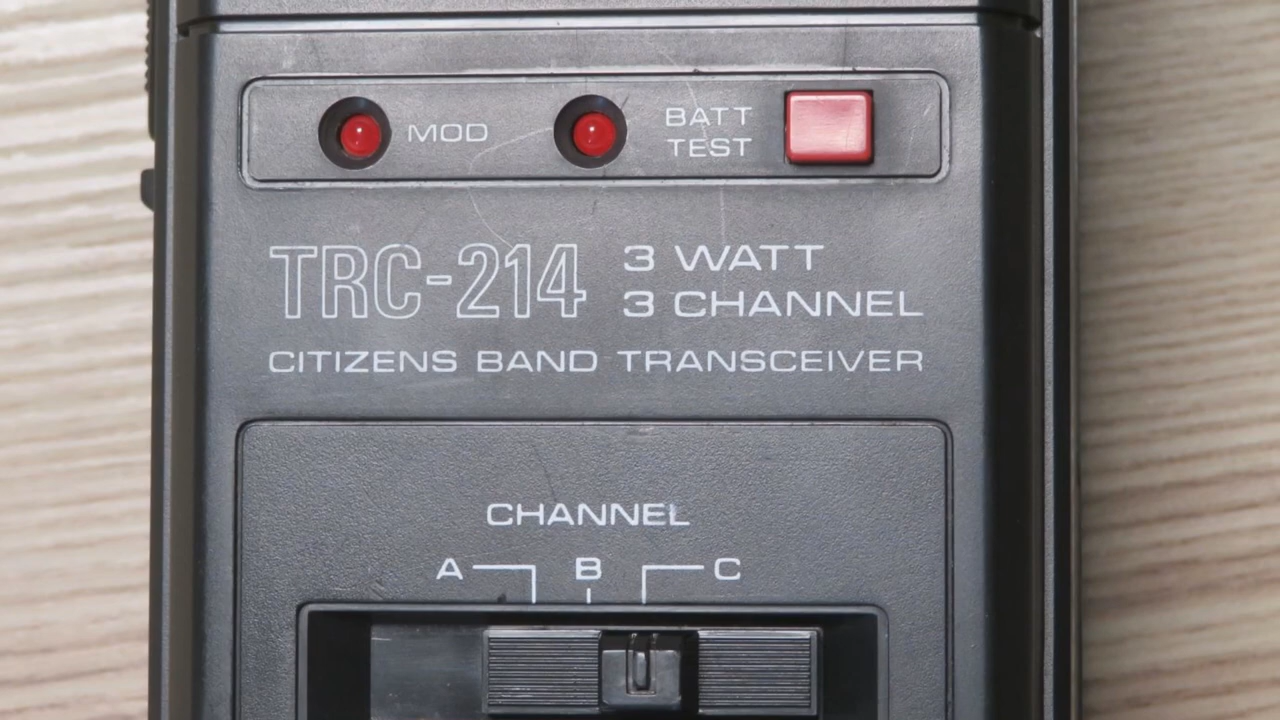 MOD
BATT
TEST
TRC-214
3 WATT
3 CHANNEL
CITIZENS BAND TRANSCEIVER
CHANNEL
A B C